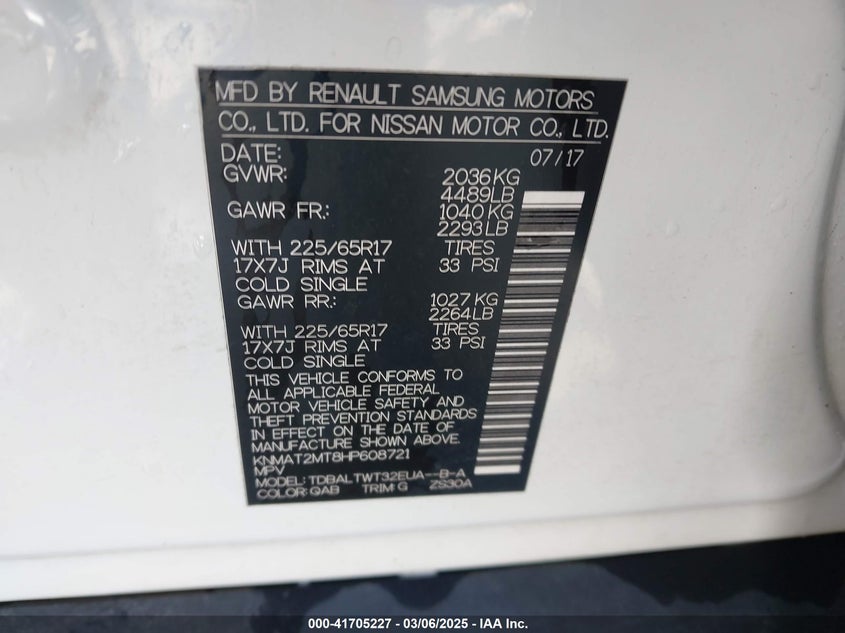 MFD BY RENAULT SAMSUNG MOTORS
CO., LTD. FOR NISSAN MOTOR CO., LTD.
DATE: 07/17
GVWR: 2036KG
4489LB
GAWR FR: 1040KG
2293LB
WITH 225/65R17 TIRES
17X7J RIMS AT 33 PSI
COLD SINGLE
GAWR RR: 1027KG
2264LB
WITH 225/65R17 TIRES
17X7J RIMS AT 33 PSI
COLD SINGLE
THIS VEHICLE CONFORMS TO
ALL APPLICABLE FEDERAL
MOTOR VEHICLE SAFETY AND
THEFT PREVENTION STANDARDS
IN EFFECT ON THE DATE OF
MANUFACTURE SHOWN ABOVE.
KNMAT2MT8HP608721
MPV
MODEL: TDBALTWT32EUA--B-A
COLOR: QAB TRIM: G ZS30A
000-41705227 - 03/06/2025 - IAA Inc.